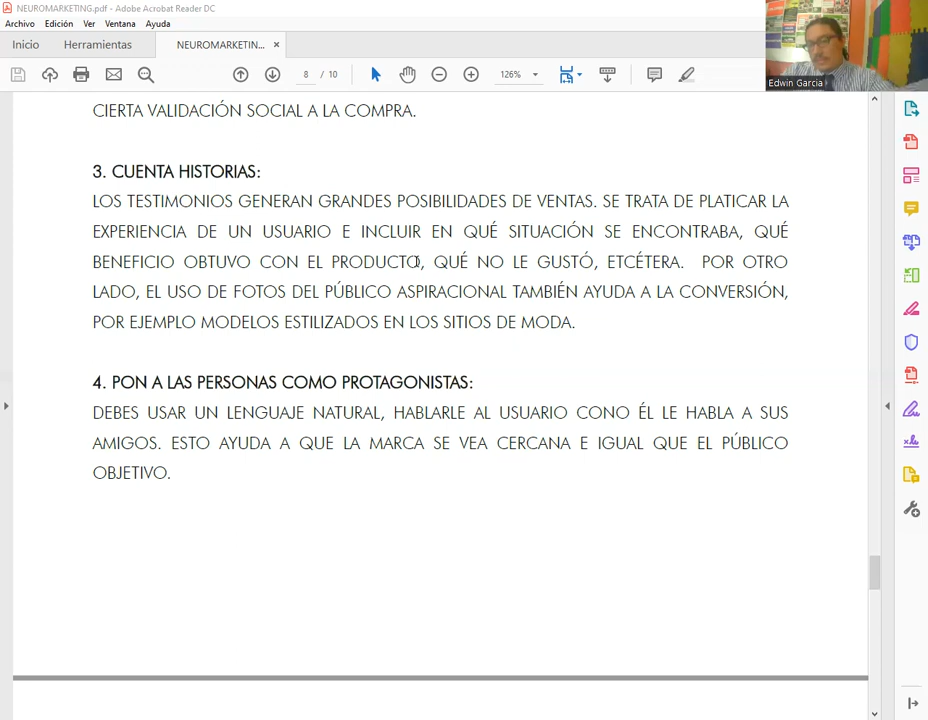 NEUROMARKETING.pdf - Adobe Acrobat Reader DC
Archivo Edición Ver Ventana Ayuda
Inicio Herramientas NEUROMARKETIN... ×
8 / 10 126%
Edwin Garcia
CIERTA VALIDACIÓN SOCIAL A LA COMPRA.
3. CUENTA HISTORIAS:
LOS TESTIMONIOS GENERAN GRANDES POSIBILIDADES DE VENTAS. SE TRATA DE PLATICAR LA
EXPERIENCIA DE UN USUARIO E INCLUIR EN QUÉ SITUACIÓN SE ENCONTRABA, QUÉ
BENEFICIO OBTUVO CON EL PRODUCTO, QUÉ NO LE GUSTÓ, ETCÉTERA. POR OTRO
LADO, EL USO DE FOTOS DEL PÚBLICO ASPIRACIONAL TAMBIÉN AYUDA A LA CONVERSIÓN,
POR EJEMPLO MODELOS ESTILIZADOS EN LOS SITIOS DE MODA.
4. PON A LAS PERSONAS COMO PROTAGONISTAS:
DEBES USAR UN LENGUAJE NATURAL, HABLARLE AL USUARIO CONO ÉL LE HABLA A SUS
AMIGOS. ESTO AYUDA A QUE LA MARCA SE VEA CERCANA E IGUAL QUE EL PÚBLICO
OBJETIVO.